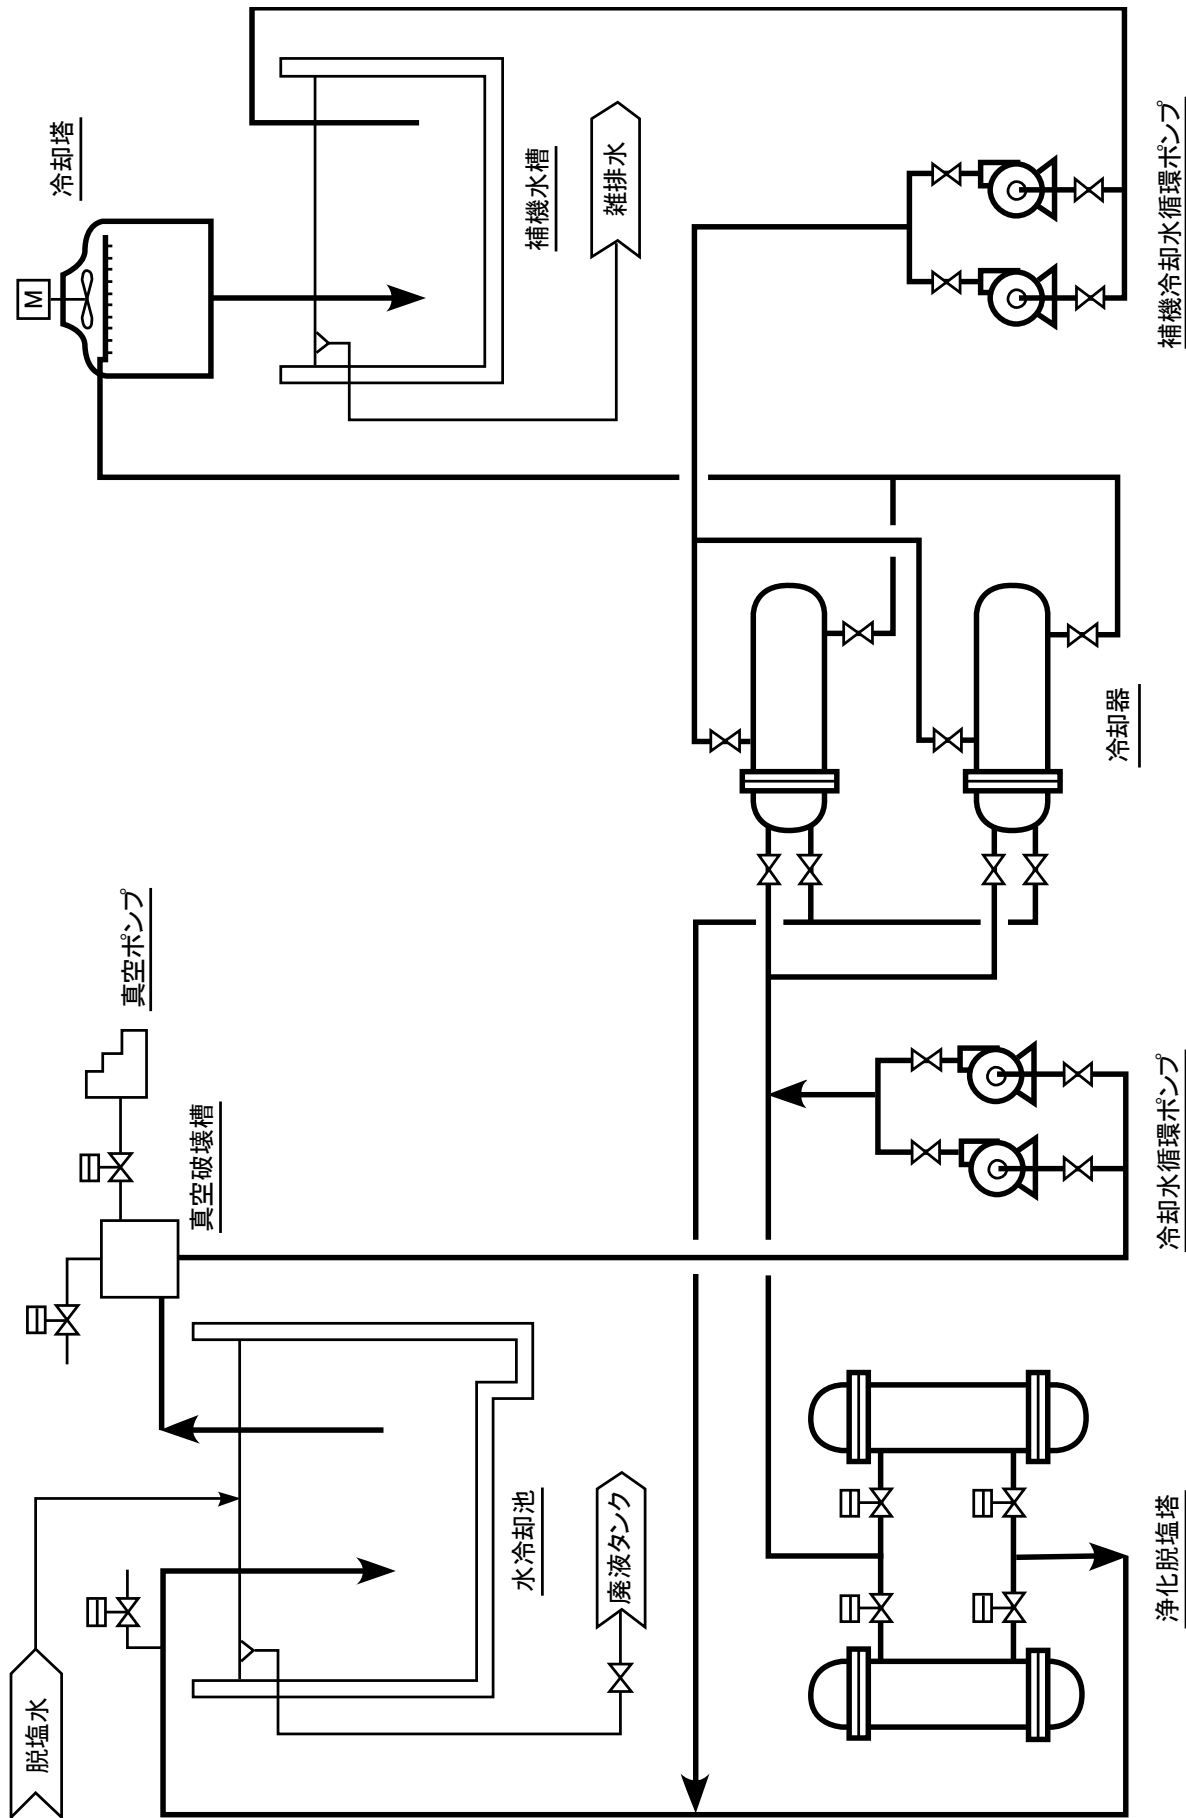 脱塩水
水冷却池
廃液タンク
浄化脱塩塔
真空破壊槽
真空ポンプ
冷却水循環ポンプ
冷却器
冷却塔
M
補機水槽
雑排水
補機冷却水循環ポンプ